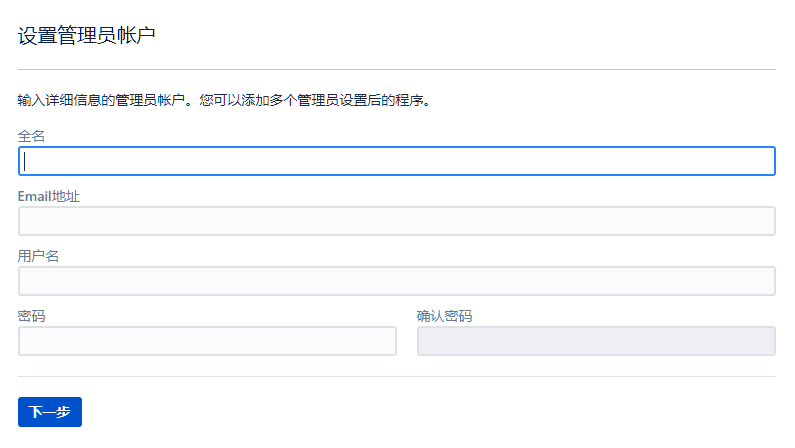 设置管理员帐户
输入详细信息的管理员帐户。您可以添加多个管理员设置后的程序。
全名
Email地址
用户名
密码 确认密码
下一步